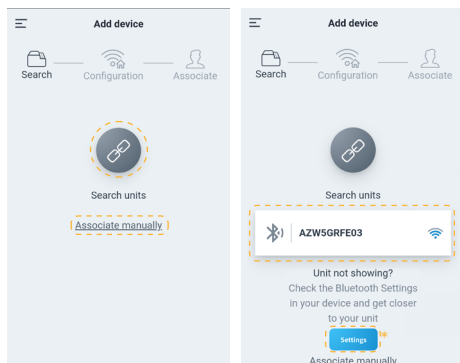 Add device
Search Configuration Associate
Search units
Associate manually
Add device
Search Configuration Associate
Search units
AZW5GRFE03
Unit not showing?
Check the Bluetooth Settings
in your device and get closer
to your unit
Settings
Associate manually